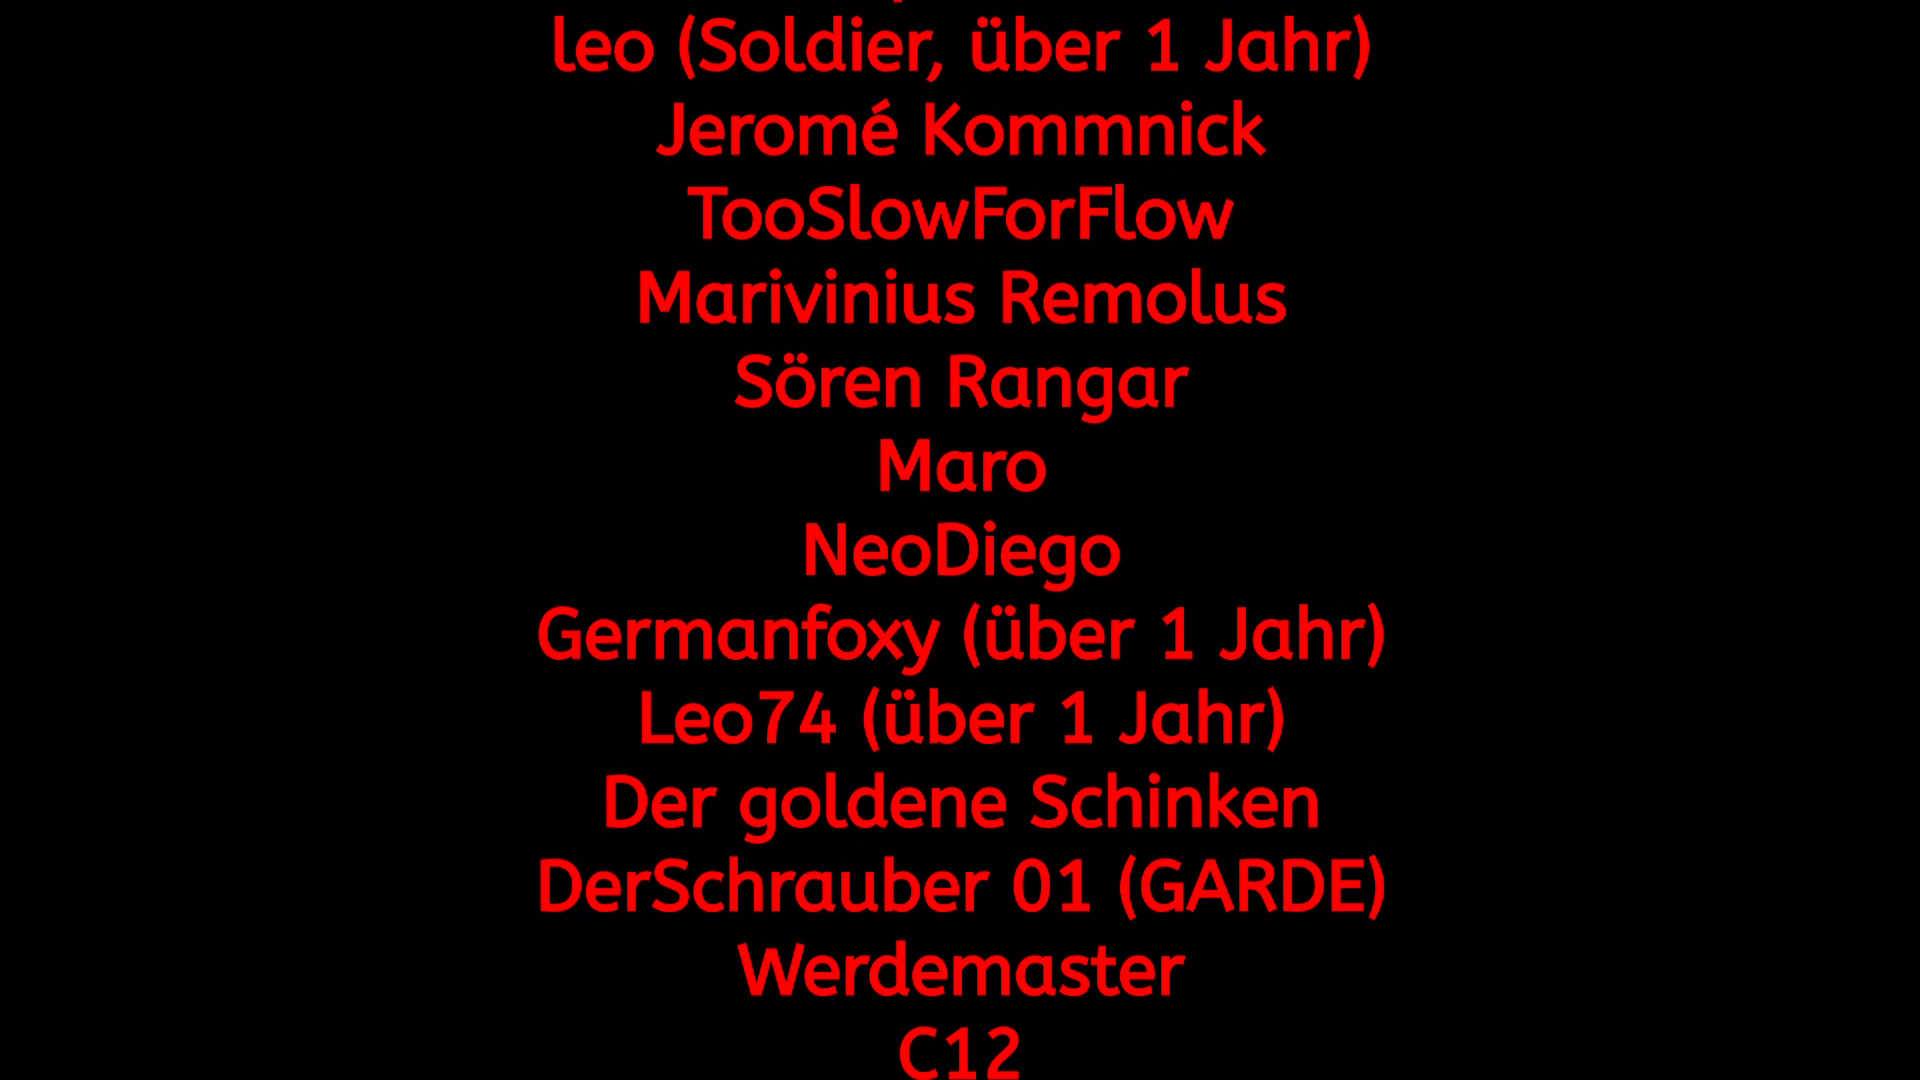 leo (Soldier, über 1 Jahr)
Jeromé Kommnick
TooSlowForFlow
Marivinius Remolus
Sören Rangar
Maro
NeoDiego
Germanfoxy (über 1 Jahr)
Leo74 (über 1 Jahr)
Der goldene Schinken
DerSchrauber 01 (GARDE)
Werdemaster
C12